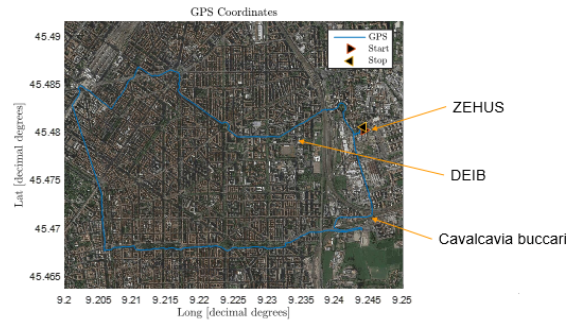 GPS Coordinates
45.49
45.485
45.48
45.475
45.47
45.465
Lat [decimal degrees]
9.2 9.205 9.21 9.215 9.22 9.225 9.23 9.235 9.24 9.245 9.25
Long [decimal degrees]
GPS
Start
Stop
ZEHUS
DEIB
Cavalcavia buccari